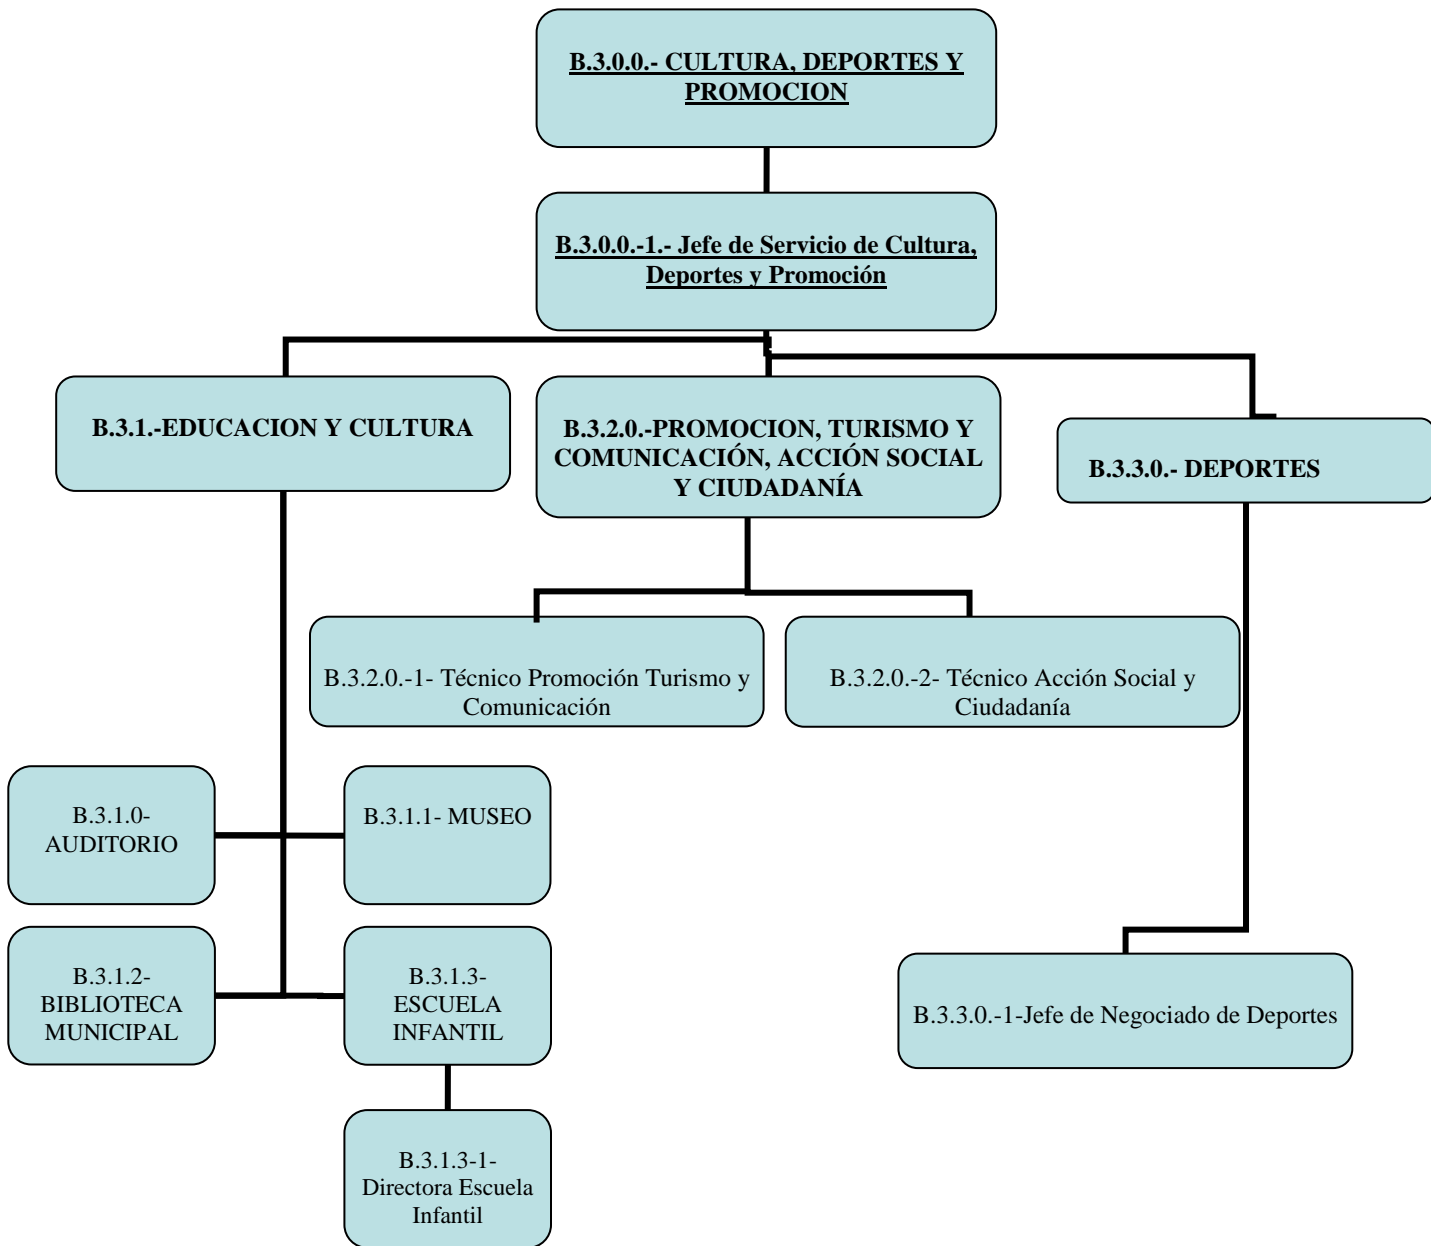 B.3.0.0.- CULTURA, DEPORTES Y
PROMOCION
B.3.0.0.-1.- Jefe de Servicio de Cultura,
Deportes y Promoción
B.3.1.-EDUCACION Y CULTURA
B.3.2.0.-PROMOCION, TURISMO Y
COMUNICACIÓN, ACCIÓN SOCIAL
Y CIUDADANÍA
B.3.3.0.- DEPORTES
B.3.2.0.-1- Técnico Promoción Turismo y
Comunicación
B.3.2.0.-2- Técnico Acción Social y
Ciudadanía
B.3.1.0-
AUDITORIO
B.3.1.1- MUSEO
B.3.1.2-
BIBLIOTECA
MUNICIPAL
B.3.1.3-
ESCUELA
INFANTIL
B.3.3.0.-1-Jefe de Negociado de Deportes
B.3.1.3-1-
Directora Escuela
Infantil